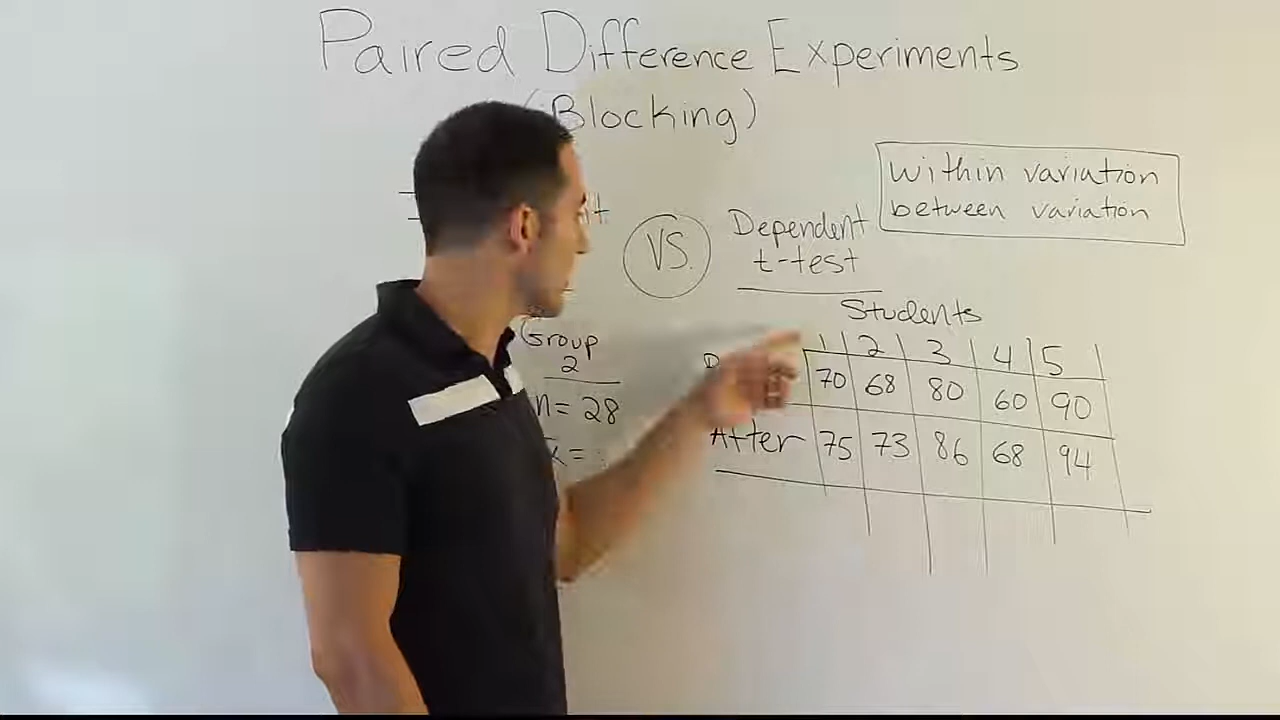 Paired Difference Experiments
(Blocking)
within variation
between variation
VS.
Dependent
t-test
Students
1 2 3 4 5
70 68 80 60 90
After 75 73 86 68 94
Group
2
n = 28
x̄ =